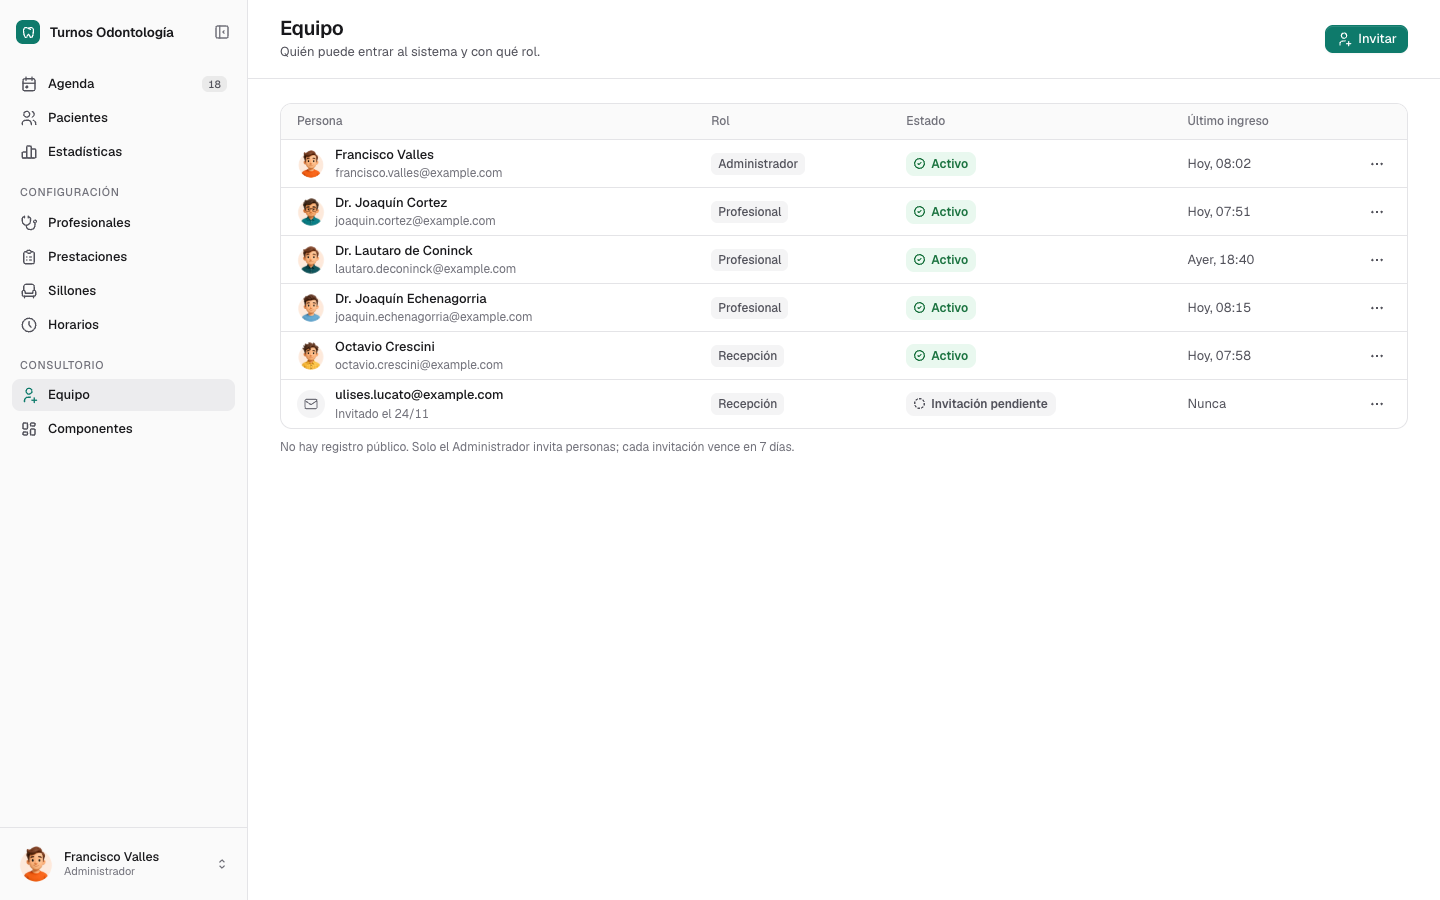 Turnos Odontología
Agenda 18
Pacientes
Estadísticas
CONFIGURACIÓN
Profesionales
Prestaciones
Sillones
Horarios
CONSULTORIO
Equipo
Componentes
Francisco Valles
Administrador
Equipo
Quién puede entrar al sistema y con qué rol.
Invitar
Persona Rol Estado Último ingreso
Francisco Valles
francisco.valles@example.com
Administrador Activo Hoy, 08:02
Dr. Joaquín Cortez
joaquin.cortez@example.com
Profesional Activo Hoy, 07:51
Dr. Lautaro de Coninck
lautaro.deconinck@example.com
Profesional Activo Ayer, 18:40
Dr. Joaquín Echenagorria
joaquin.echenagorria@example.com
Profesional Activo Hoy, 08:15
Octavio Crescini
octavio.crescini@example.com
Recepción Activo Hoy, 07:58
ulises.lucato@example.com
Invitado el 24/11
Recepción Invitación pendiente Nunca
No hay registro público. Solo el Administrador invita personas; cada invitación vence en 7 días.